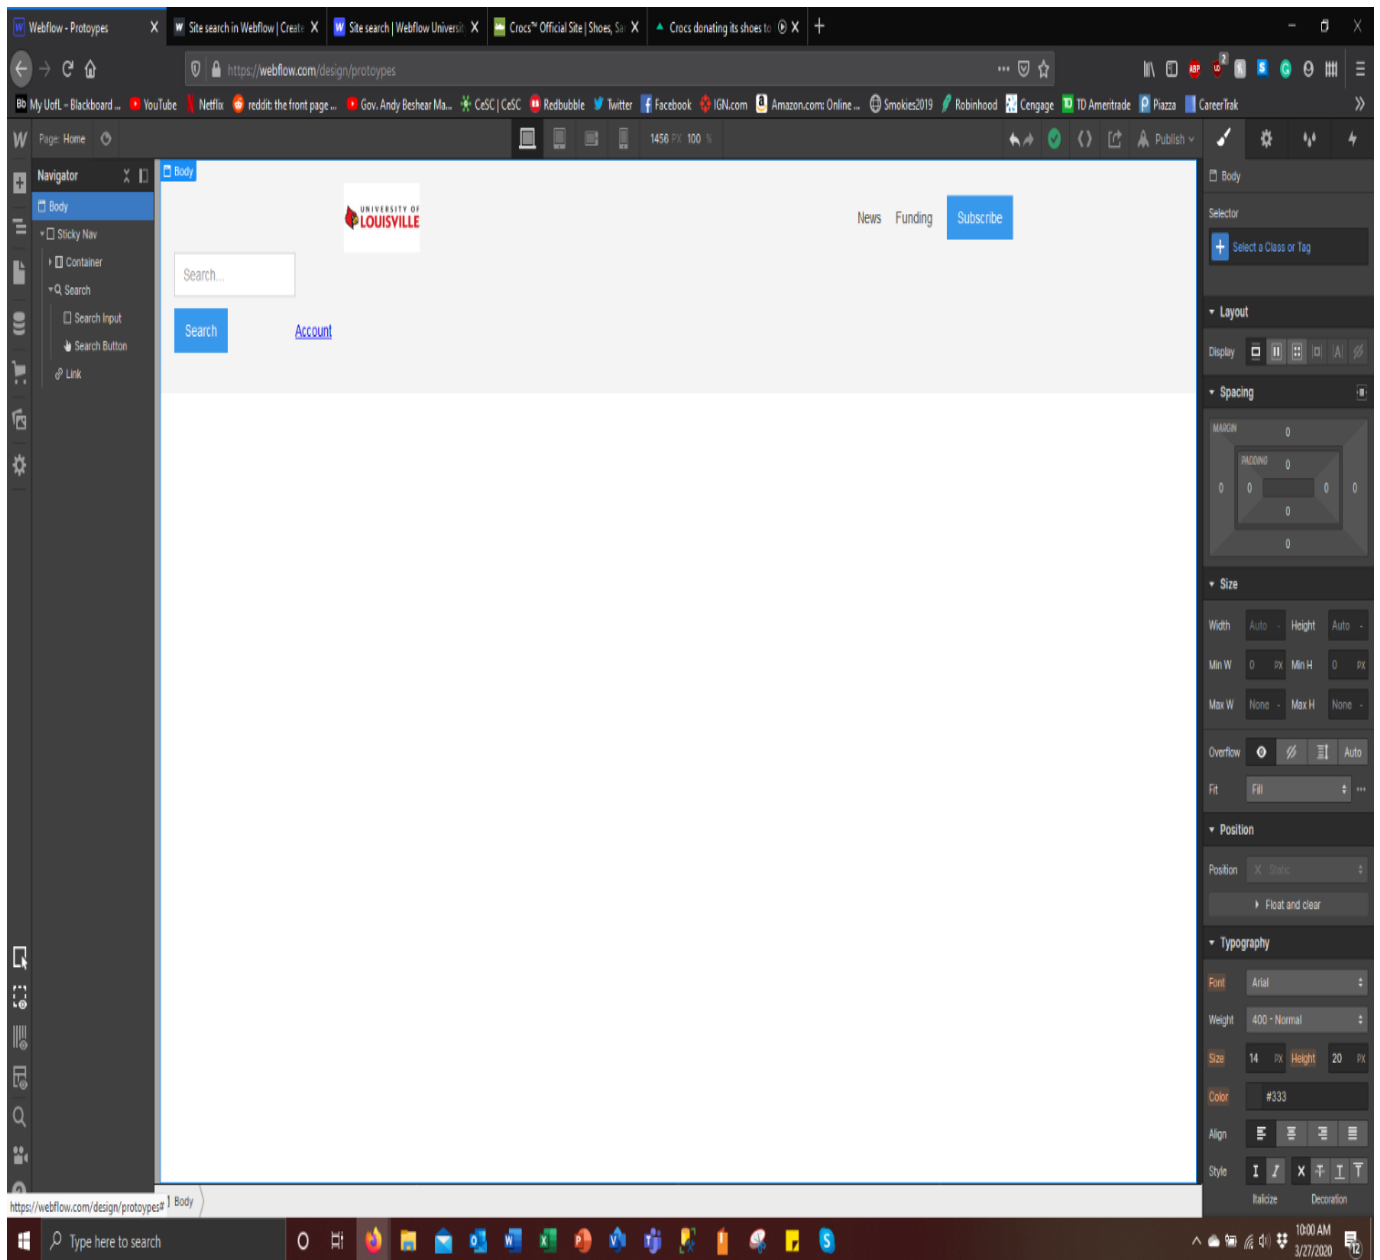 Webflow - Protoypes
Site search in Webflow | Create
Site search | Webflow Universit
Crocs™ Official Site | Shoes, Sa
Crocs donating its shoes to
https://webflow.com/design/protoypes
My UofL – Blackboard ...
YouTube
Netflix
reddit: the front page ...
Gov. Andy Beshear Ma...
CeSC | CeSC
Redbubble
Twitter
Facebook
IGN.com
Amazon.com: Online ...
Smokies2019
Robinhood
Cengage
TD Ameritrade
Piazza
CareerTrak
Page: Home
1456 PX 100 %
Publish
Navigator
Body
Sticky Nav
Container
Search
Search Input
Search Button
Link
Body
UNIVERSITY OF
LOUISVILLE
News Funding Subscribe
Search...
Search
Account
Body
Selector
Select a Class or Tag
Layout
Display
Spacing
MARGIN
0
PADDING 0
0 0 0 0
0
0
Size
Width Auto - Height Auto -
Min W 0 PX Min H 0 PX
Max W None - Max H None -
Overflow Auto
Fit Fill
Position
Position Static
Float and clear
Typography
Font Arial
Weight 400 - Normal
Size 14 PX Height 20 PX
Color #333
Align
Style
Italicize Decoration
https://webflow.com/design/protoypes#
Body
Type here to search
10:00 AM
3/27/2020